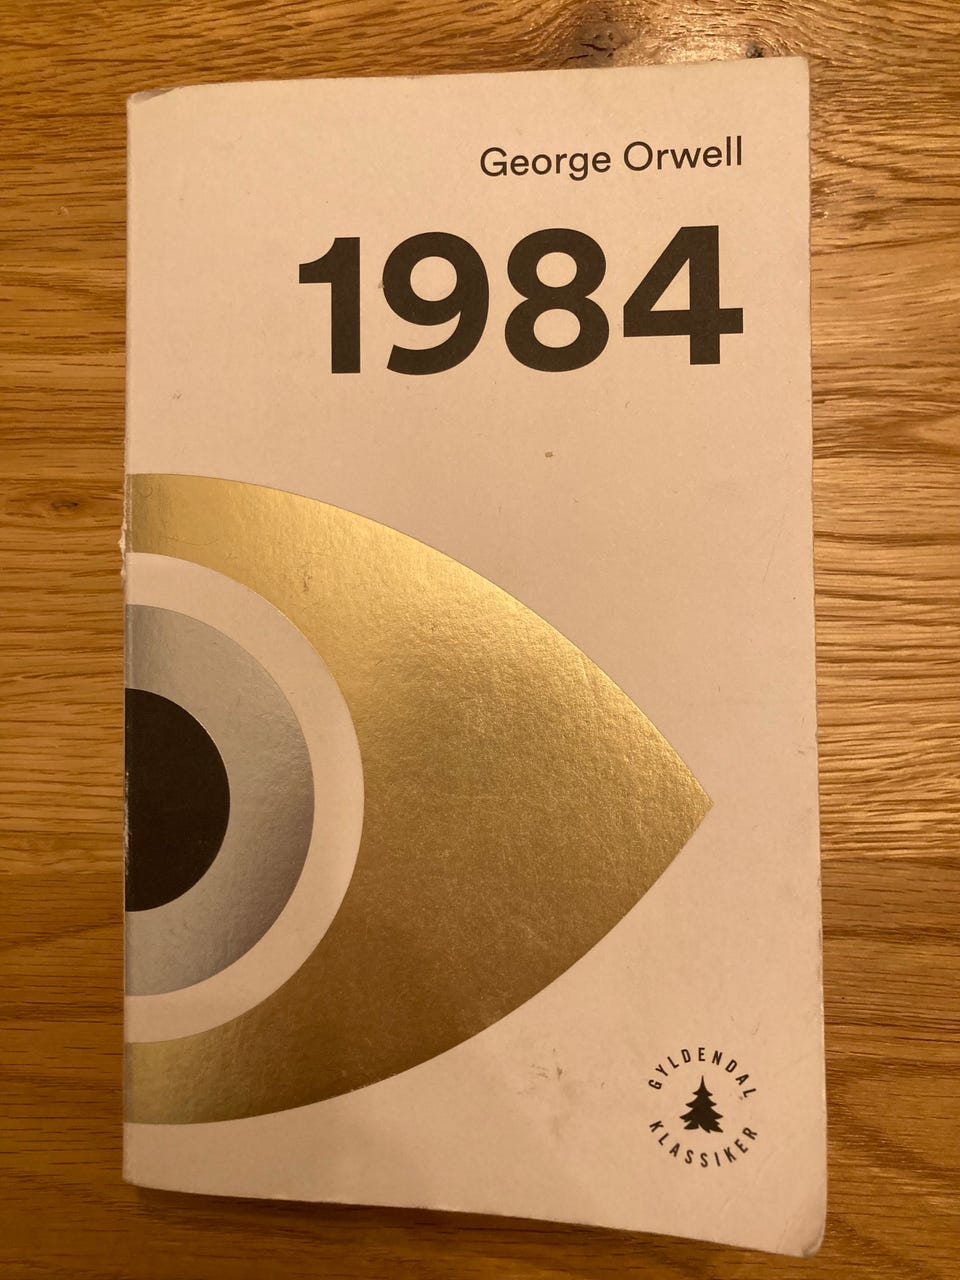 George Orwell
1984
GYLDENDAL
KLASSIKER